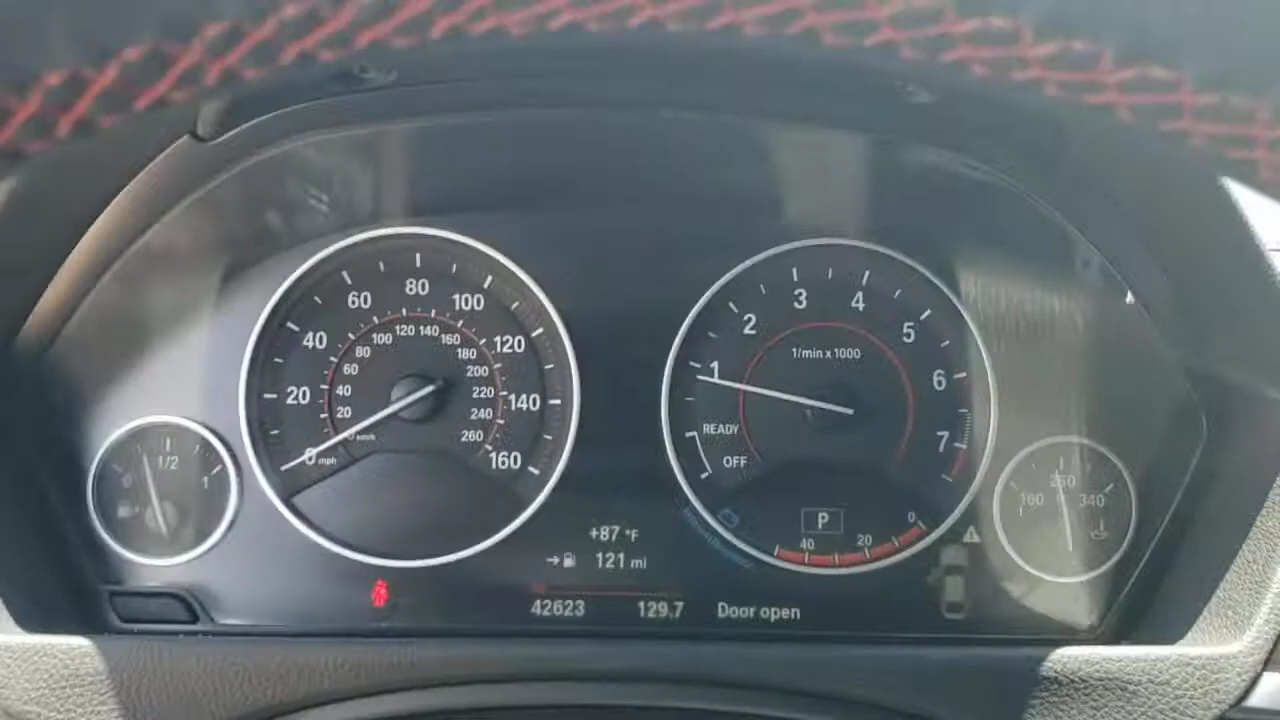 20 40 60 80 100 120 140 160
0 mph
20 40 60 80 100 120 140 160 180 200 220 240 260
0 km/h
1 2 3 4 5 6 7
1/min x 1000
READY
OFF
0 1/2 1
160 250 340
P
40 20 0
+87 °F
121 mi
42623 129.7 Door open